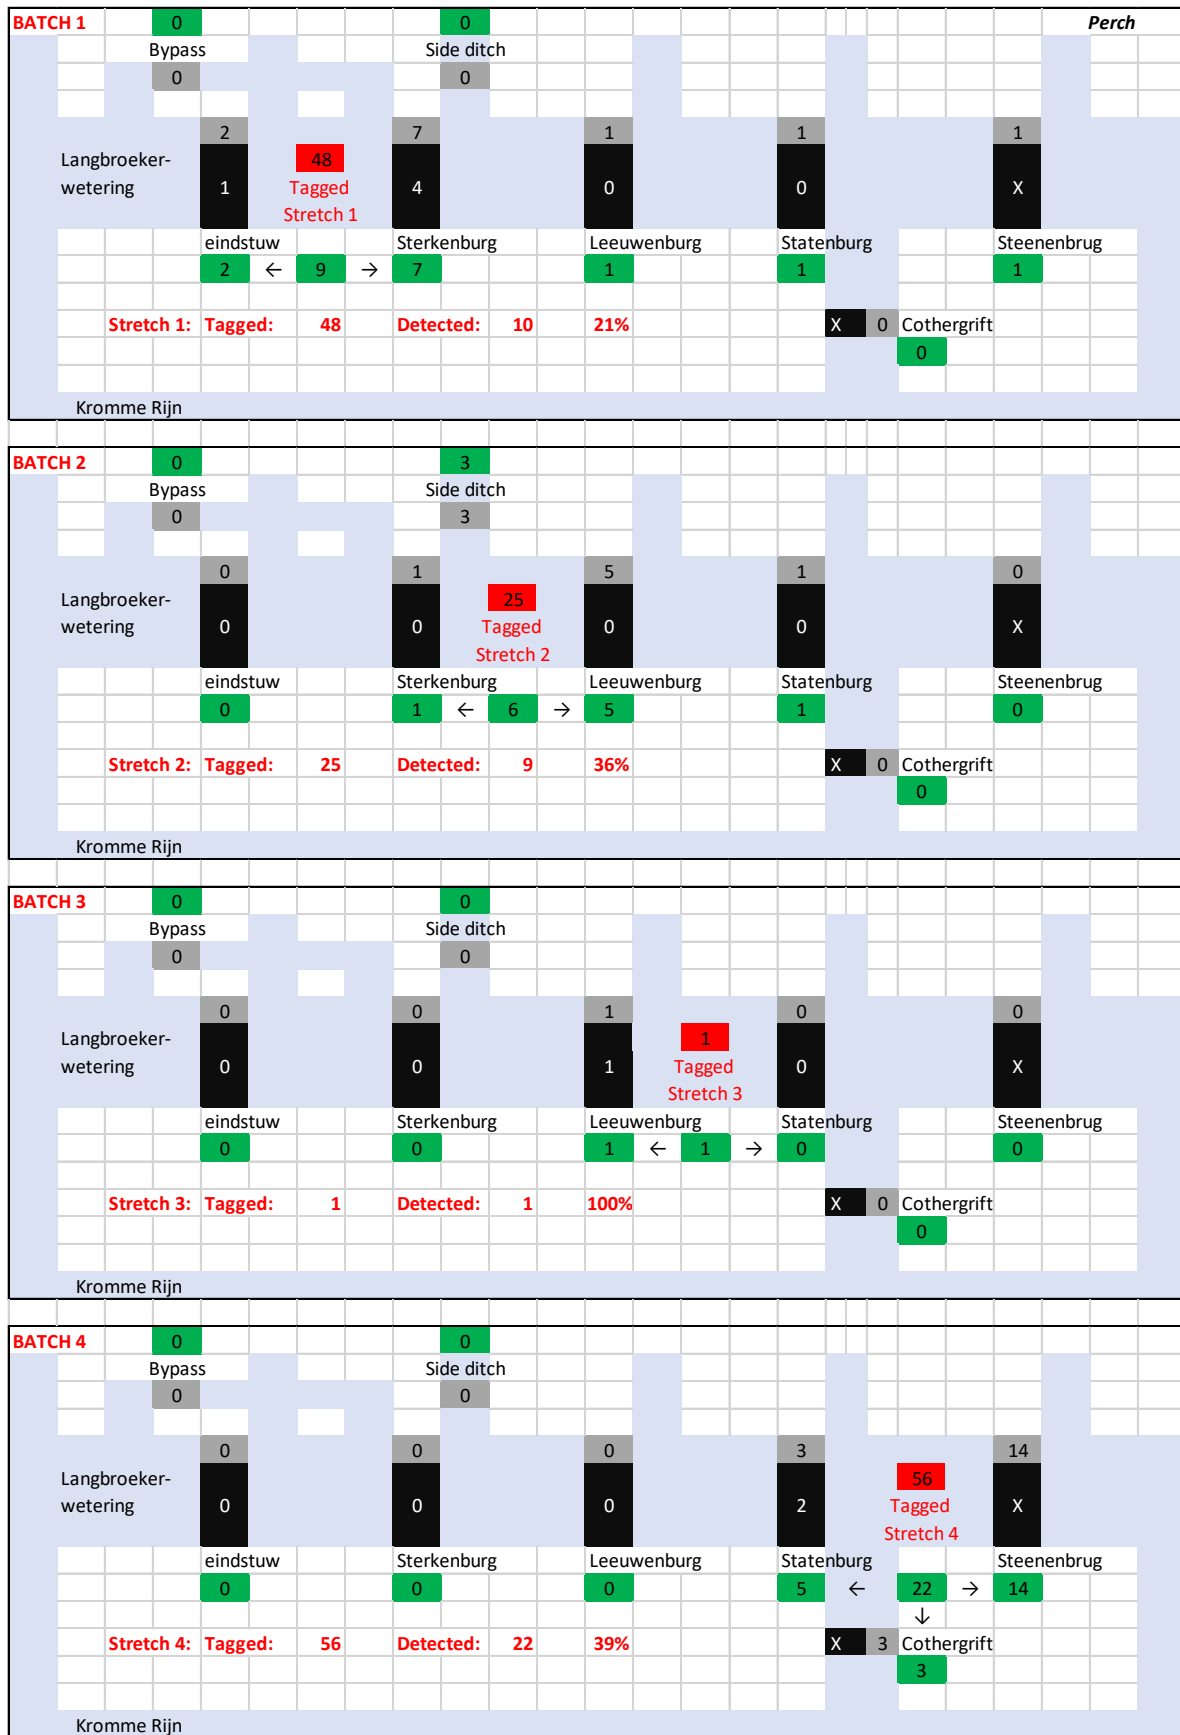 BATCH 1 0 0 Perch
Bypass Side ditch
0 0
2 7 1 1 1
Langbroeker- 48
wetering 1 Tagged 4 0 0 X
Stretch 1
eindstuw Sterkenburg Leeuwenburg Statenburg Steenenbrug
2 ← 9 → 7 1 1 1
Stretch 1: Tagged: 48 Detected: 10 21% X 0 Cothergrift
0
Kromme Rijn
BATCH 2 0 3
Bypass Side ditch
0 3
0 1 5 1 0
Langbroeker- 25
wetering 0 0 Tagged 0 0 X
Stretch 2
eindstuw Sterkenburg Leeuwenburg Statenburg Steenenbrug
0 1 ← 6 → 5 1 0
Stretch 2: Tagged: 25 Detected: 9 36% X 0 Cothergrift
0
Kromme Rijn
BATCH 3 0 0
Bypass Side ditch
0 0
0 0 1 0 0
Langbroeker- 1
wetering 0 0 1 Tagged 0 X
Stretch 3
eindstuw Sterkenburg Leeuwenburg Statenburg Steenenbrug
0 0 1 ← 1 → 0 0
Stretch 3: Tagged: 1 Detected: 1 100% X 0 Cothergrift
0
Kromme Rijn
BATCH 4 0 0
Bypass Side ditch
0 0
0 0 0 3 14
Langbroeker- 56
wetering 0 0 0 2 Tagged X
Stretch 4
eindstuw Sterkenburg Leeuwenburg Statenburg Steenenbrug
0 0 0 5 ← 22 → 14
↓
Stretch 4: Tagged: 56 Detected: 22 39% X 3 Cothergrift
3
Kromme Rijn